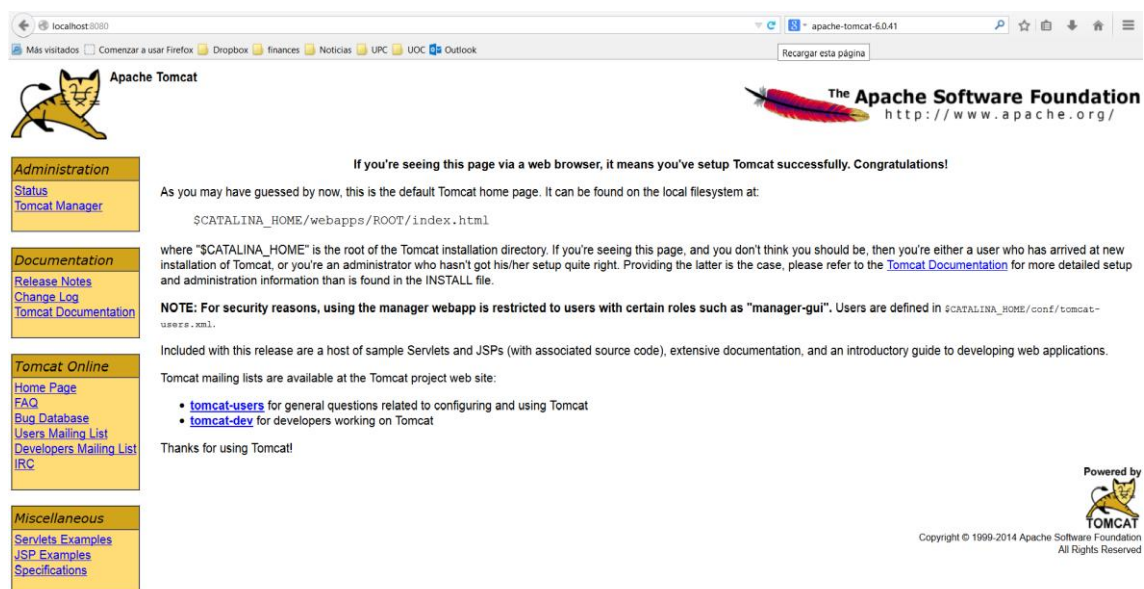 localhost:8080
apache-tomcat-6.0.41
Más visitados Comenzar a usar Firefox Dropbox finances Noticias UPC UOC Outlook
Recargar esta página
Apache Tomcat
The Apache Software Foundation
http://www.apache.org/
Administration
Status
Tomcat Manager
Documentation
Release Notes
Change Log
Tomcat Documentation
Tomcat Online
Home Page
FAQ
Bug Database
Users Mailing List
Developers Mailing List
IRC
Miscellaneous
Servlets Examples
JSP Examples
Specifications
If you're seeing this page via a web browser, it means you've setup Tomcat successfully. Congratulations!
As you may have guessed by now, this is the default Tomcat home page. It can be found on the local filesystem at:
$CATALINA_HOME/webapps/ROOT/index.html
where "$CATALINA_HOME" is the root of the Tomcat installation directory. If you're seeing this page, and you don't think you should be, then you're either a user who has arrived at new
installation of Tomcat, or you're an administrator who hasn't got his/her setup quite right. Providing the latter is the case, please refer to the Tomcat Documentation for more detailed setup
and administration information than is found in the INSTALL file.
NOTE: For security reasons, using the manager webapp is restricted to users with certain roles such as "manager-gui". Users are defined in $CATALINA_HOME/conf/tomcat-
users.xml.
Included with this release are a host of sample Servlets and JSPs (with associated source code), extensive documentation, and an introductory guide to developing web applications.
Tomcat mailing lists are available at the Tomcat project web site:
• tomcat-users for general questions related to configuring and using Tomcat
• tomcat-dev for developers working on Tomcat
Thanks for using Tomcat!
Powered by
TOMCAT
Copyright © 1999-2014 Apache Software Foundation
All Rights Reserved